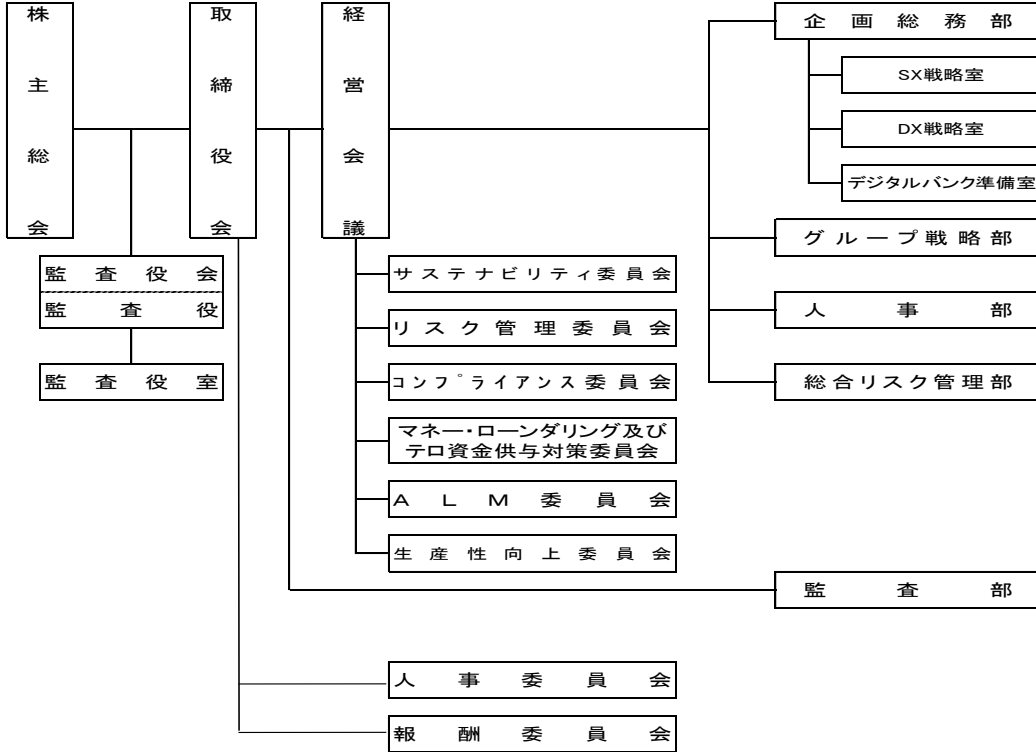 株主総会
取締役会
経営会議
企画総務部
SX戦略室
DX戦略室
デジタルバンク準備室
グループ戦略部
人事部
総合リスク管理部
監査役会
監査役
監査役室
サステナビリティ委員会
リスク管理委員会
コンプライアンス委員会
マネー・ローンダリング及び
テロ資金供与対策委員会
ALM委員会
生産性向上委員会
監査部
人事委員会
報酬委員会